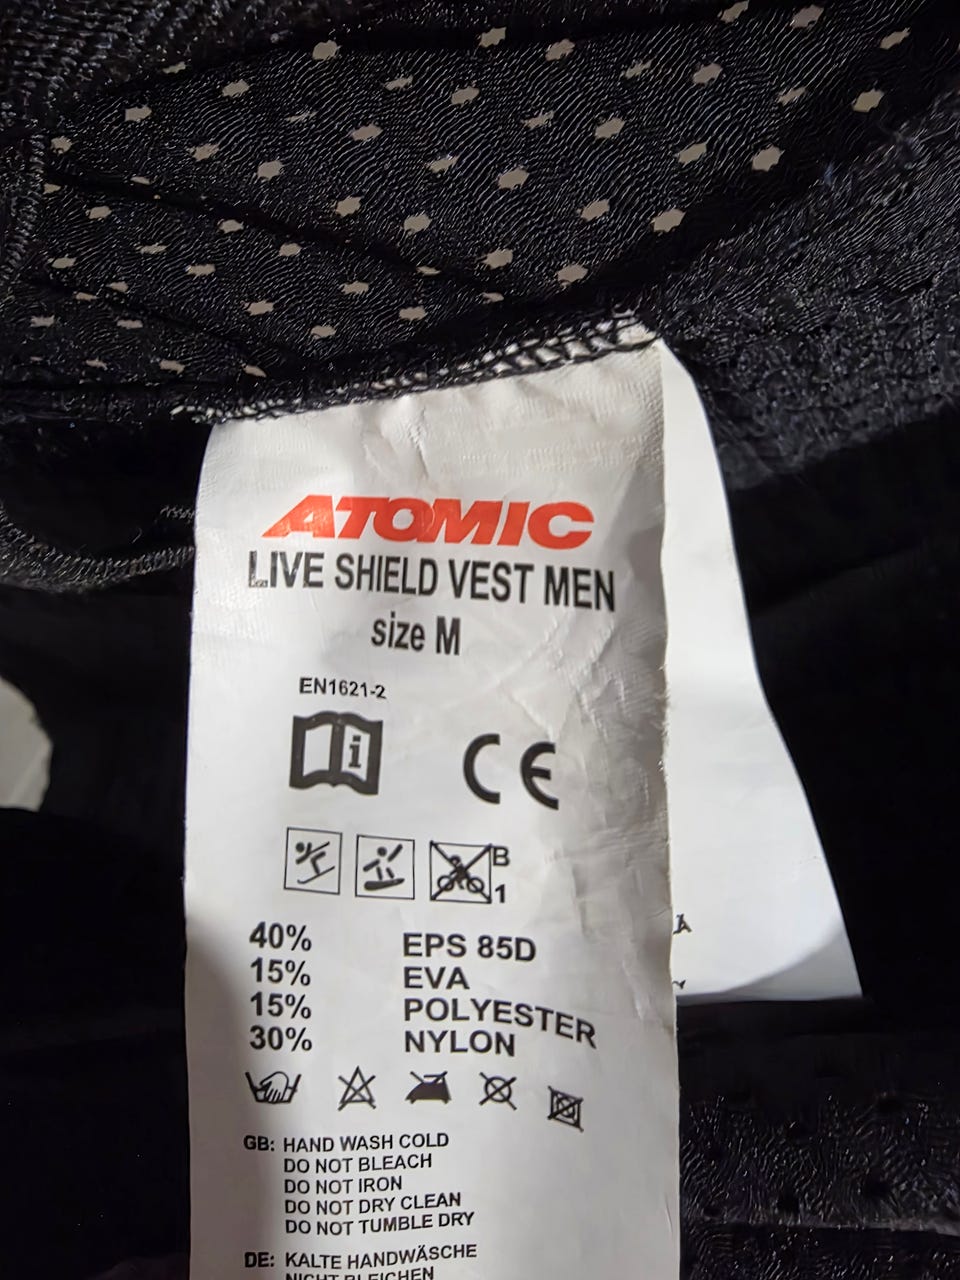 ATOMIC
LIVE SHIELD VEST MEN
size M
EN1621-2
i
CE
B
1
40% EPS 85D
15% EVA
15% POLYESTER
30% NYLON
GB: HAND WASH COLD
DO NOT BLEACH
DO NOT IRON
DO NOT DRY CLEAN
DO NOT TUMBLE DRY
DE: KALTE HANDWÄSCHE
NICHT BLEICHEN